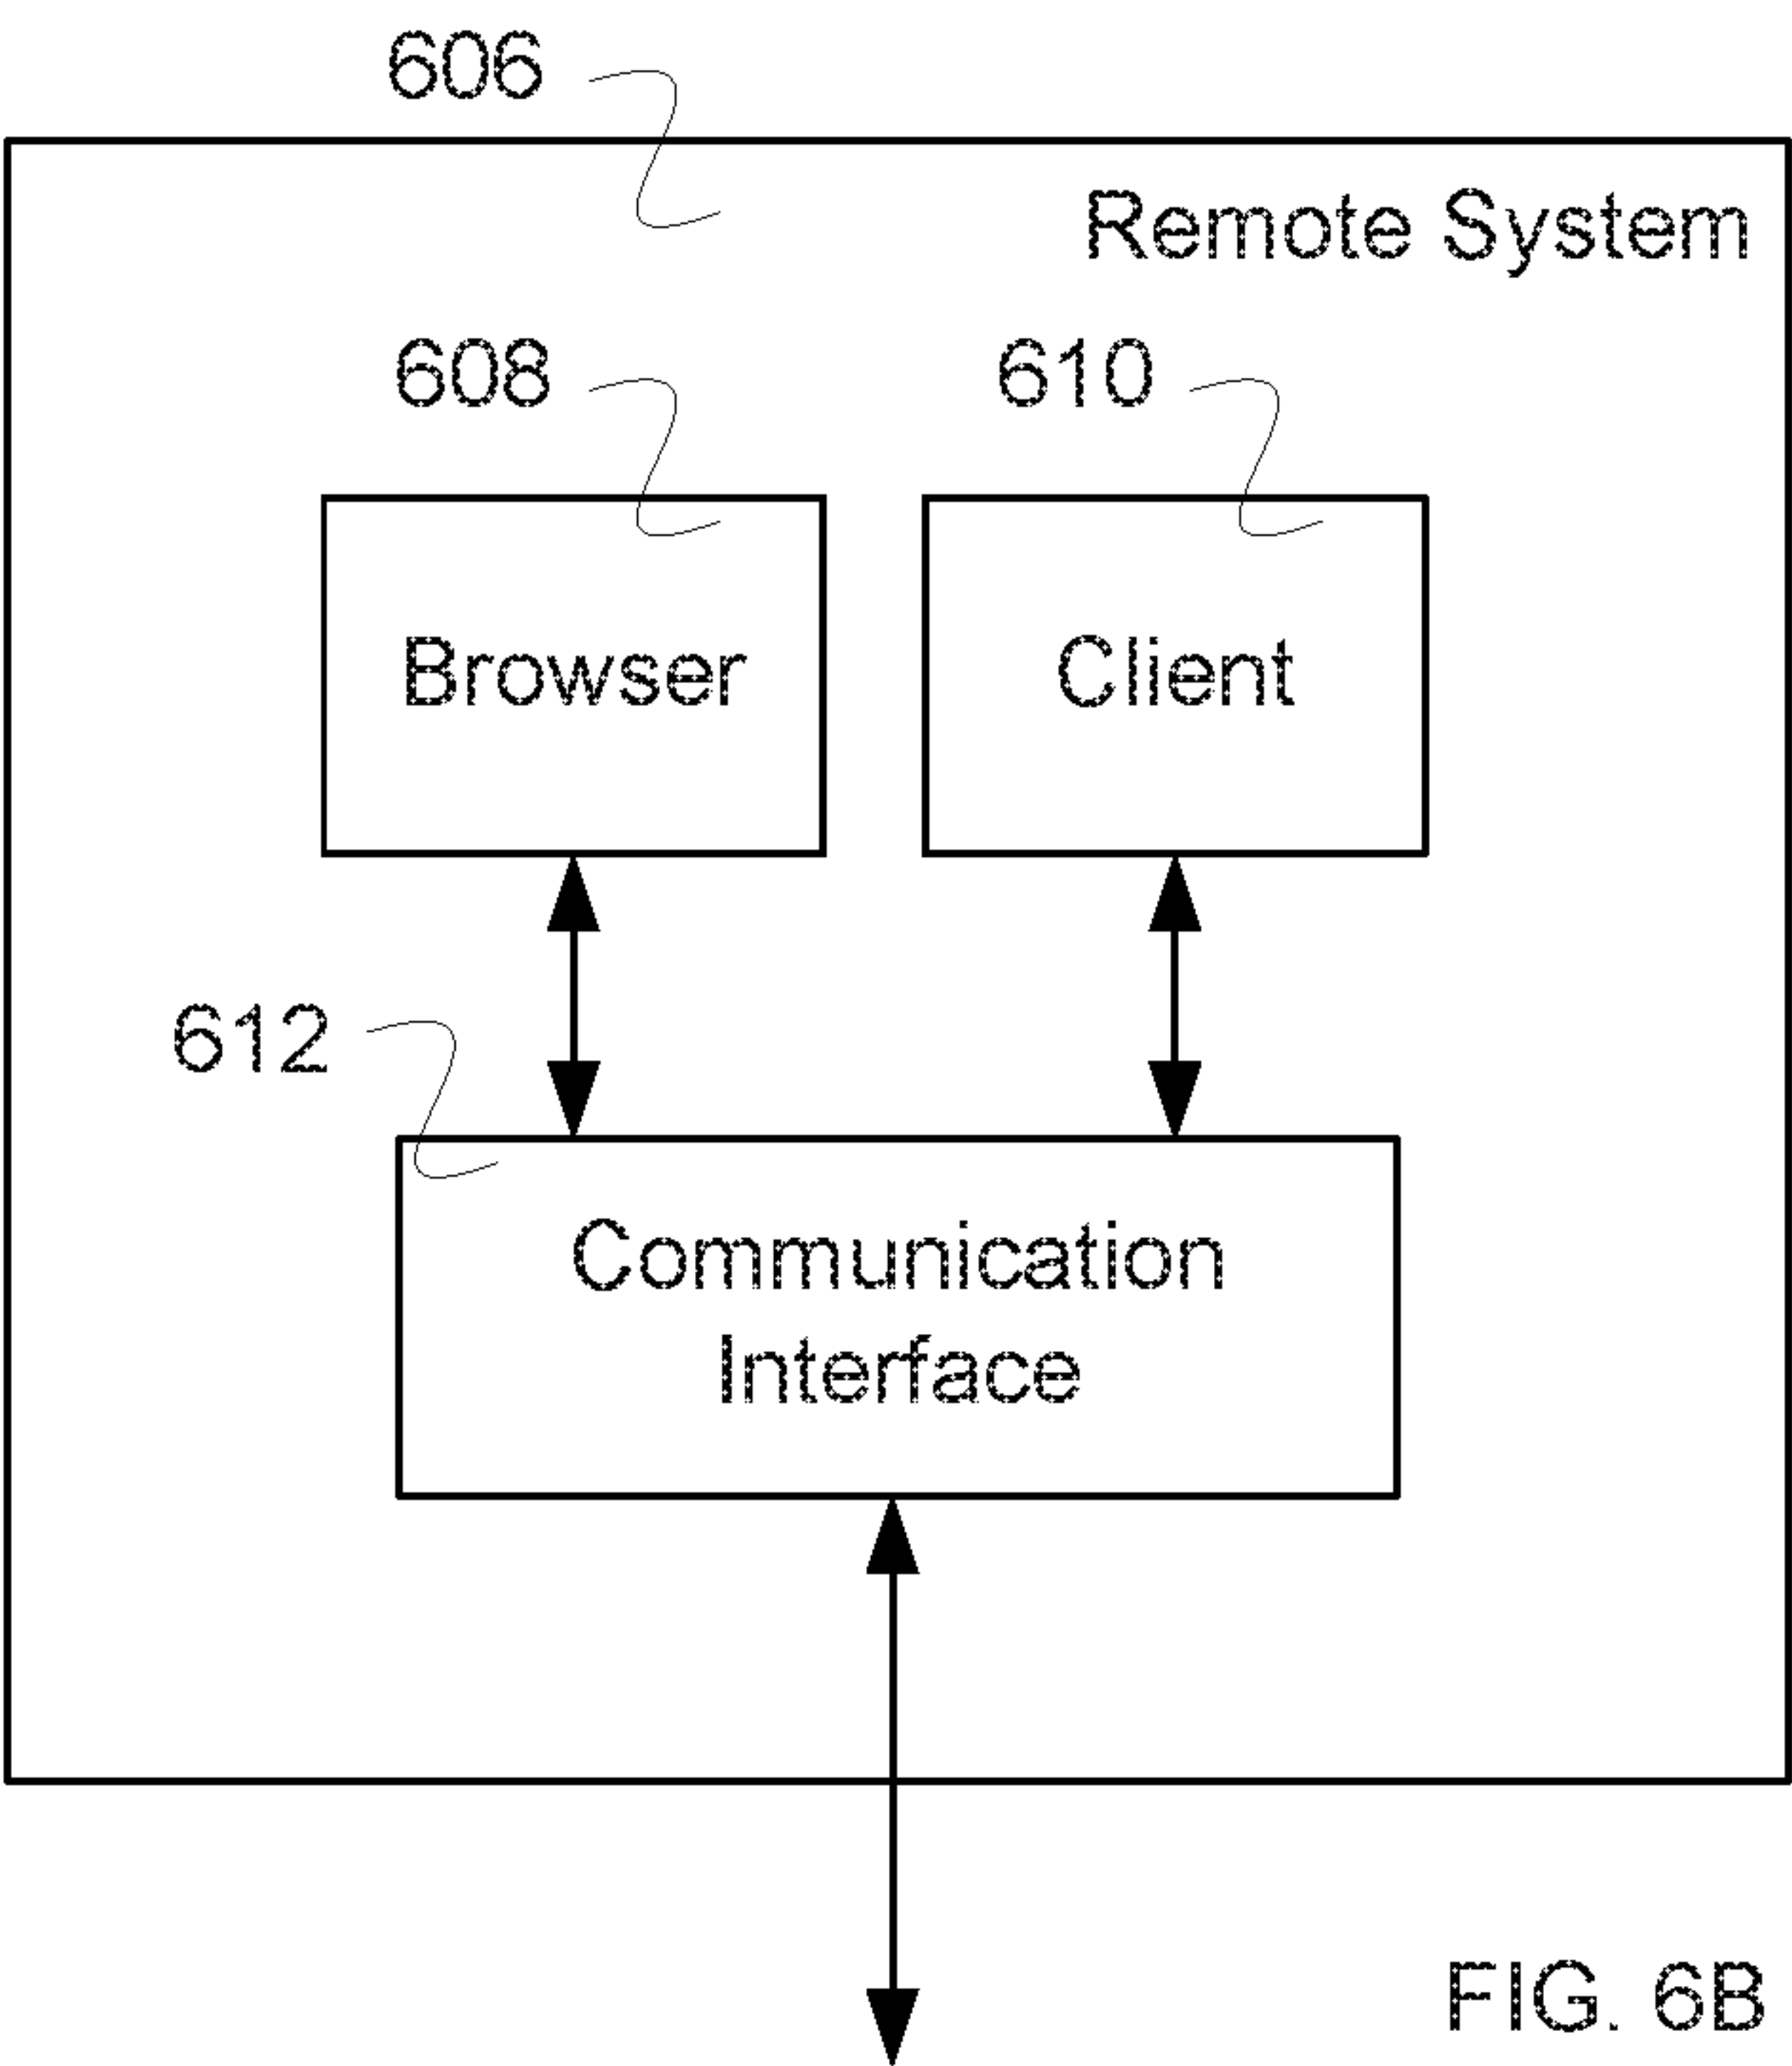 606
Remote System
608
610
Browser
Client
612
Communication
Interface
FIG. 6B